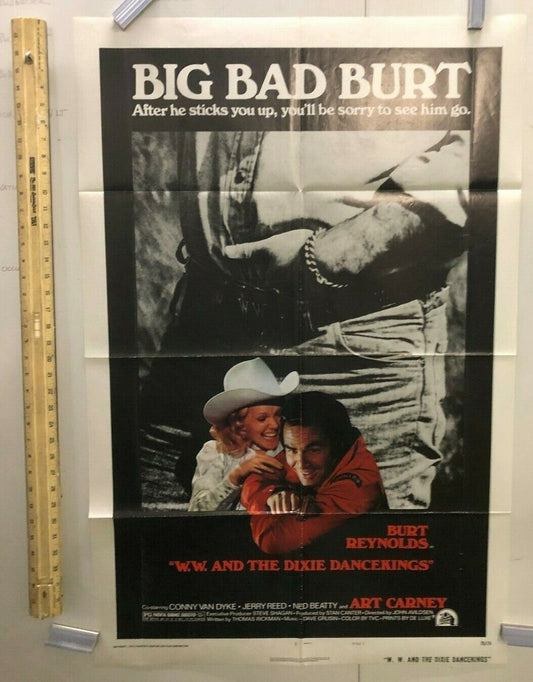 BIG BAD BURT
After he sticks you up, you'll be sorry to see him go.
BURT
REYNOLDS
"W.W. AND THE DIXIE DANCEKINGS"
Co-starring CONNY VAN DYKE • JERRY REED • NED BEATTY and ART CARNEY
Executive Producer STEVE SHAGAN • Produced by STAN CANTER • Directed by JOHN AVILDSEN
Written by THOMAS RICKMAN • Music DAVE GRUSIN • COLOR BY TVC • PRINTS BY DE LUXE
PG
"W. W. AND THE DIXIE DANCEKINGS"